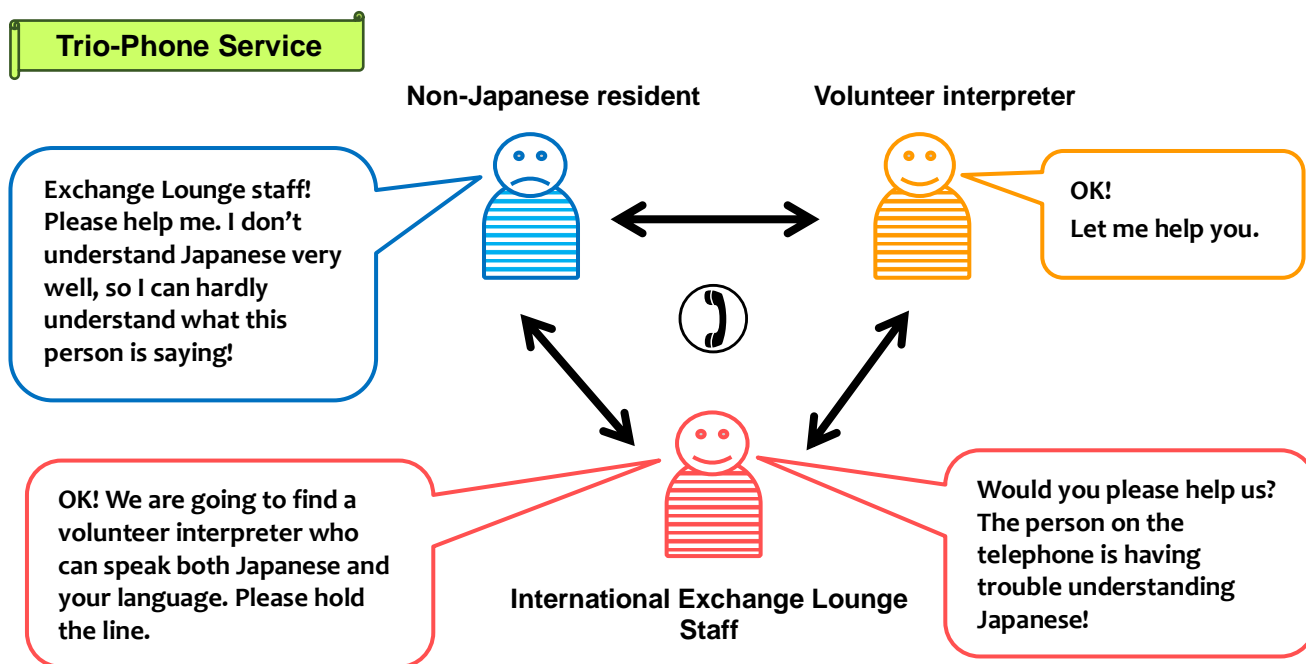 Trio-Phone Service
Non-Japanese resident
Volunteer interpreter
Exchange Lounge staff!
Please help me. I don’t
understand Japanese very
well, so I can hardly
understand what this
person is saying!
OK!
Let me help you.
OK! We are going to find a
volunteer interpreter who
can speak both Japanese and
your language. Please hold
the line.
International Exchange Lounge
Staff
Would you please help us?
The person on the
telephone is having
trouble understanding
Japanese!